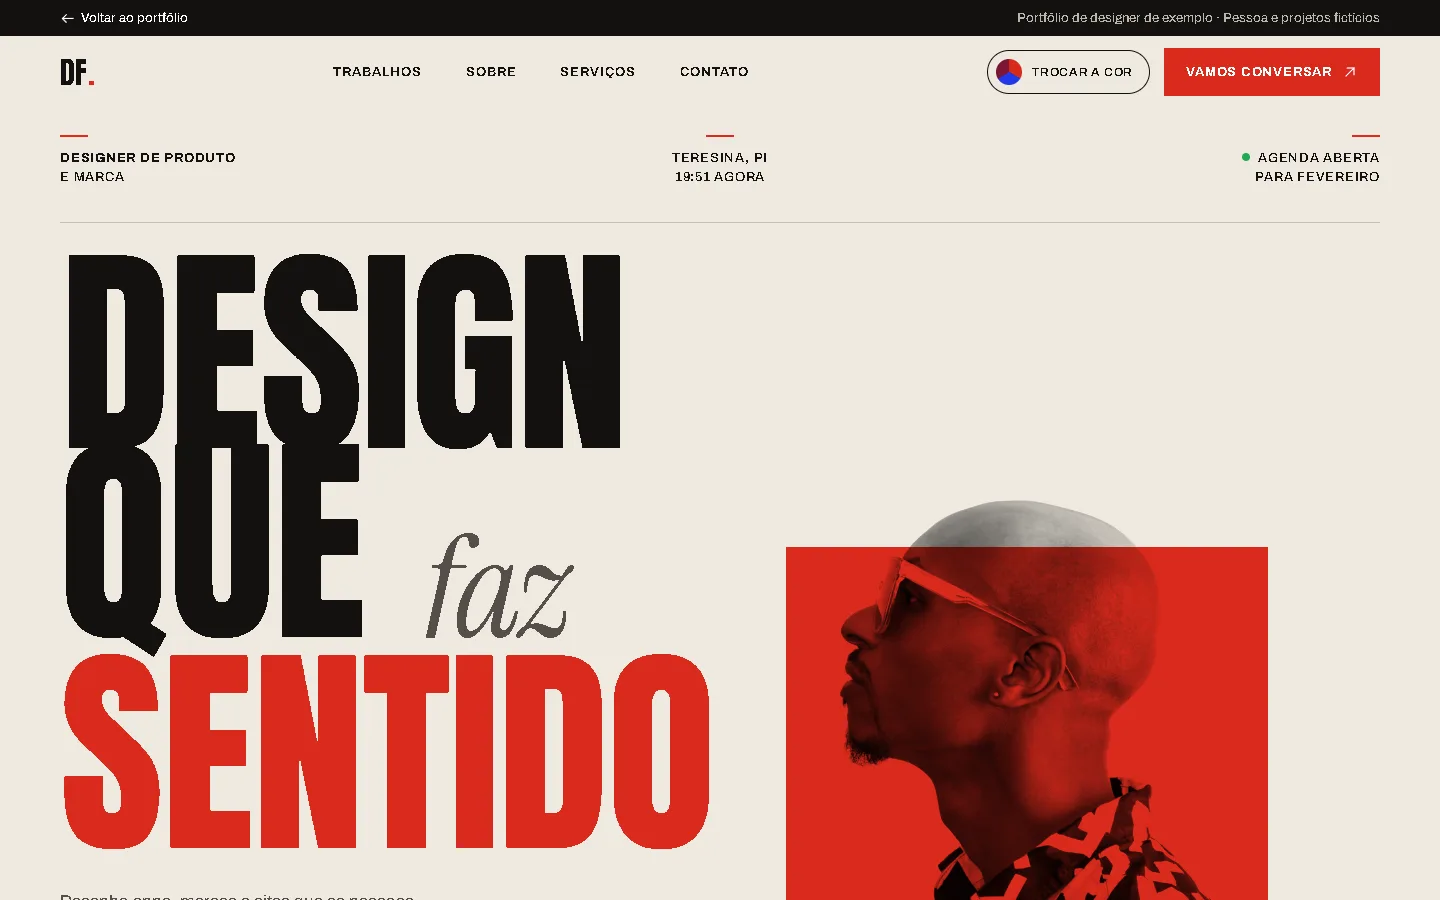 ← Voltar ao portfólio
Portfólio de designer de exemplo · Pessoa e projetos fictícios
DF.
TRABALHOS
SOBRE
SERVIÇOS
CONTATO
TROCAR A COR
VAMOS CONVERSAR
DESIGNER DE PRODUTO
E MARCA
TERESINA, PI
19:51 AGORA
AGENDA ABERTA
PARA FEVEREIRO
DESIGN
QUE faz
SENTIDO